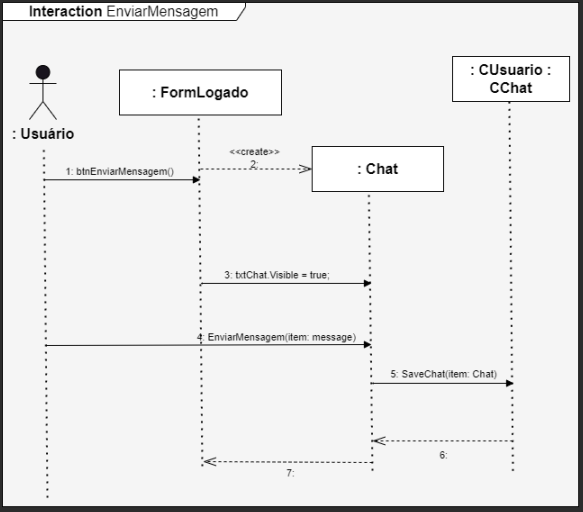 Interaction EnviarMensagem
: CUsuario :
CChat
: FormLogado
: Usuário
<<create>>
2:
: Chat
1: btnEnviarMensagem()
3: txtChat.Visible = true;
4: EnviarMensagem(item: message)
5: SaveChat(item: Chat)
6:
7: